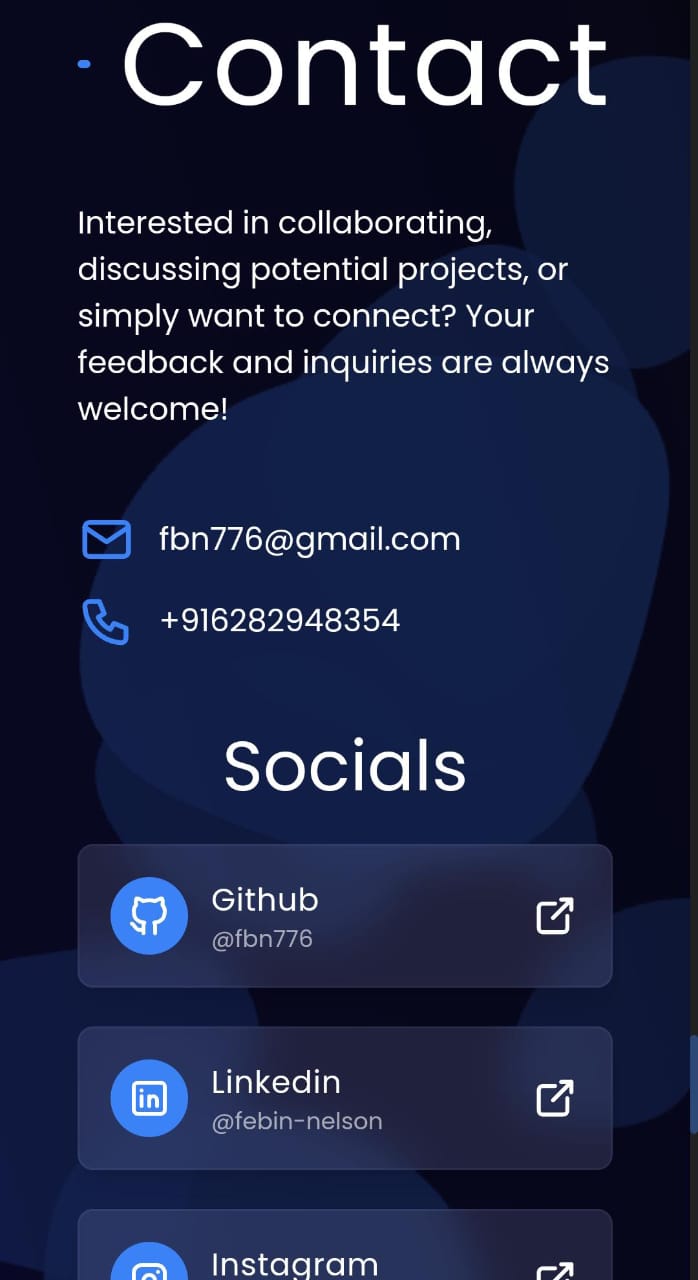 Contact
Interested in collaborating,
discussing potential projects, or
simply want to connect? Your
feedback and inquiries are always
welcome!
fbn776@gmail.com
+916282948354
Socials
Github
@fbn776
Linkedin
@febin-nelson
Instagram